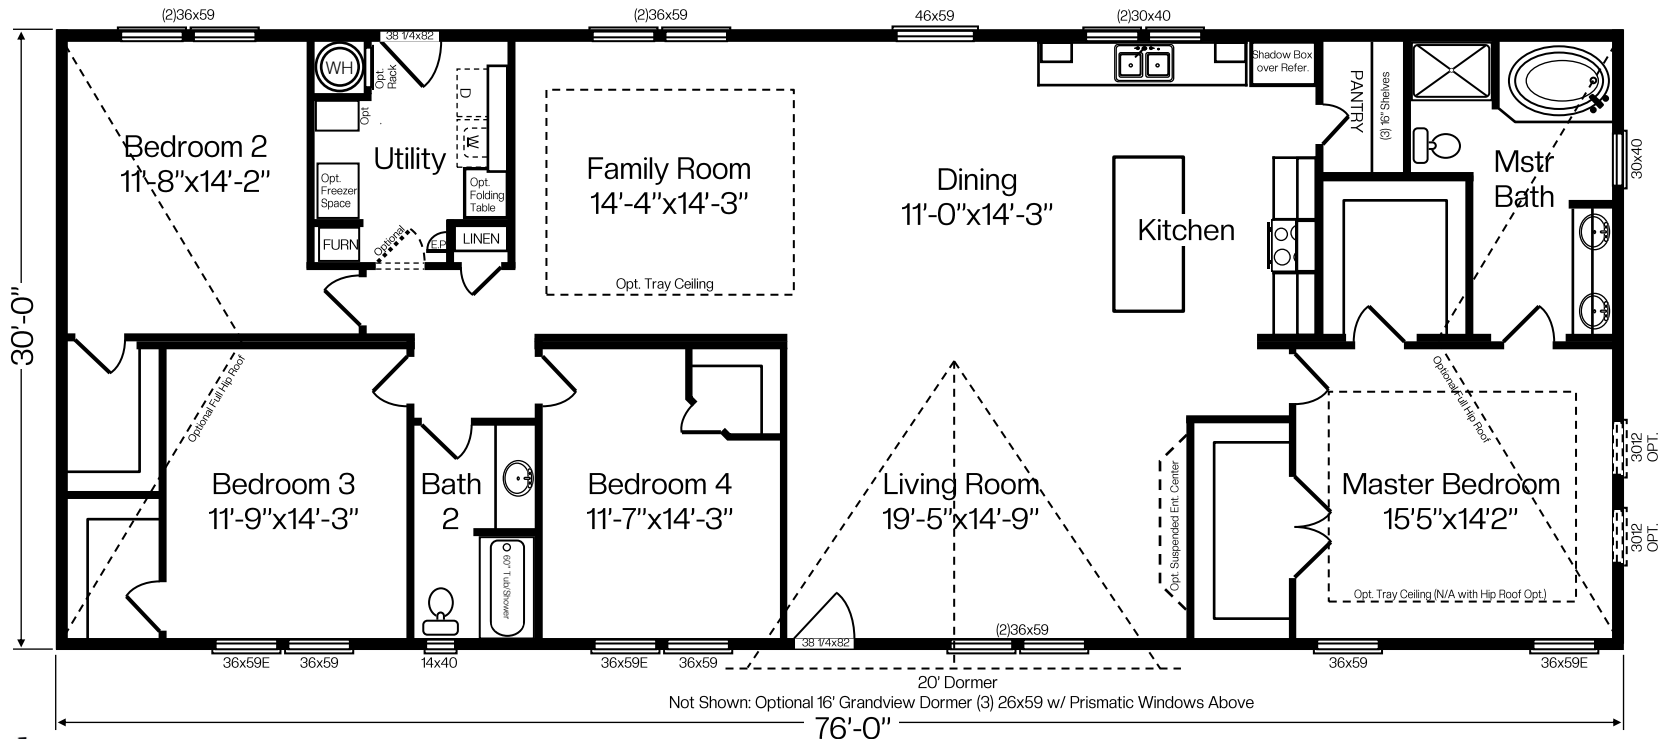 (2)36x59
(2)36x59
46x59
(2)30x40
38 1/4x82
WH
Opt.
Rack
D
Shadow Box
over Refer.
PANTRY
(3) 16" Shelves
Opt
W
30x40
Bedroom 2
11'-8"x14'-2"
Utility
Family Room
14'-4"x14'-3"
Dining
11'-0"x14'-3"
Kitchen
Mstr
Bath
Opt.
Freezer
Space
Opt.
Folding
Table
FURN
Optional
E.P
LINEN
Opt. Tray Ceiling
30'-0"
Optional Full Hip Roof
Optional Full Hip Roof
3012
OPT.
3012
OPT.
Bedroom 3
11'-9"x14'-3"
Bath
2
Bedroom 4
11'-7"x14'-3"
Living Room
19'-5"x14'-9"
Opt. Suspended Ent. Center
Master Bedroom
15'5"x14'2"
60" Tub/Shower
Opt. Tray Ceiling (N/A with Hip Roof Opt.)
38 1/4x82
(2)36x59
36x59E
36x59
14x40
36x59E
36x59
36x59
36x59E
20' Dormer
Not Shown: Optional 16' Grandview Dormer (3) 26x59 w/ Prismatic Windows Above
76'-0"